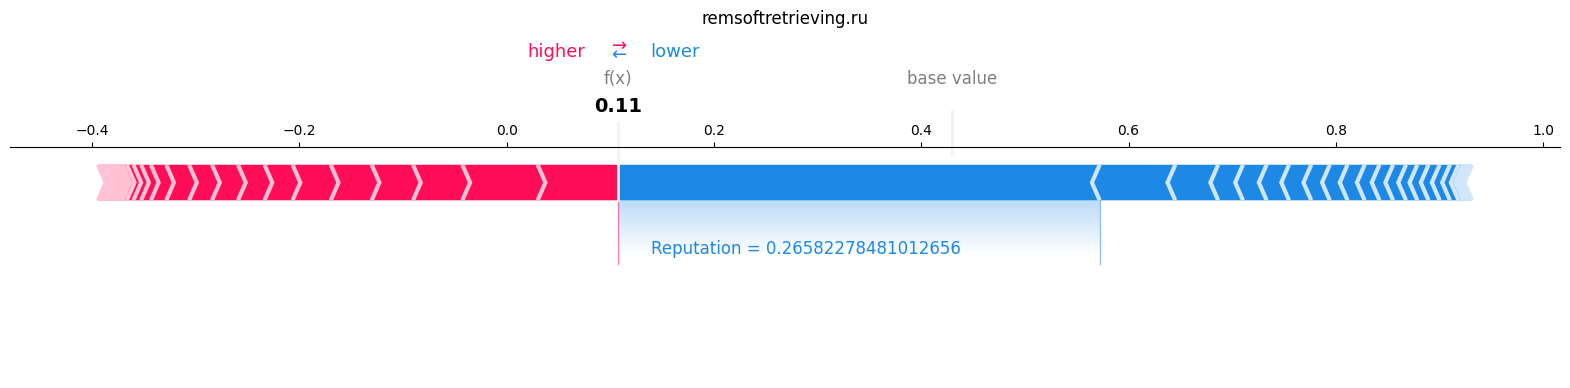 remsoftretrieving.ru
higher ⇄ lower
f(x) base value
0.11
−0.4 −0.2 0.0 0.2 0.4 0.6 0.8 1.0
Reputation = 0.26582278481012656